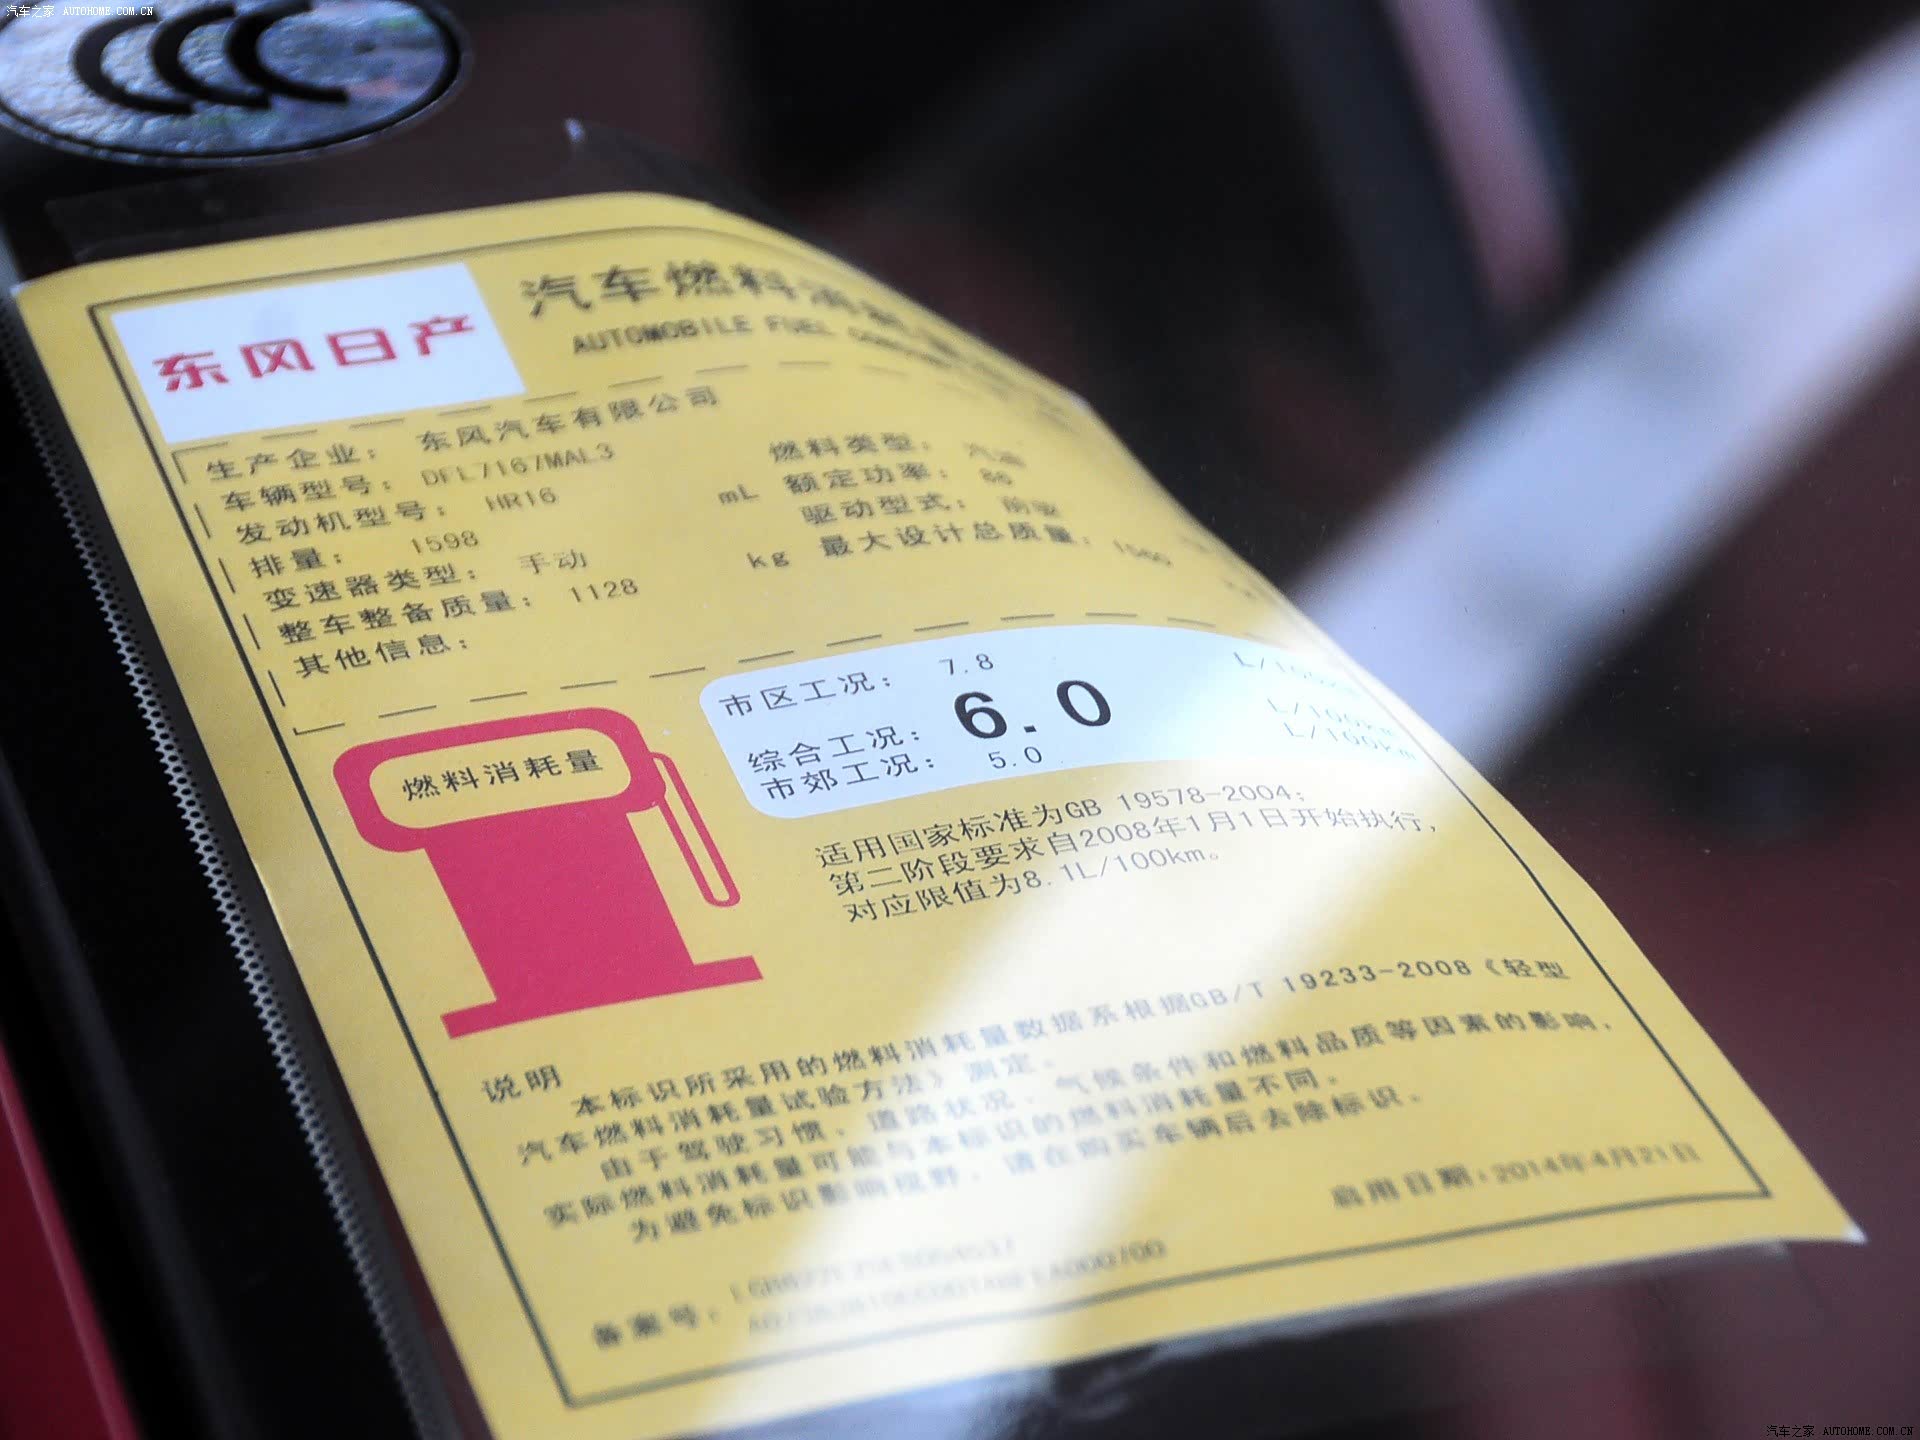 汽车之家 AUTOHOME.COM.CN
CCC
东风日产
汽车燃料消
AUTOMOBILE FUEL
生产企业： 东风汽车有限公司
车辆型号： DFL7167MAL3 燃料类型： 汽油
发动机型号： HR16 额定功率：
排量： 1598 mL 驱动型式： 前驱
变速器类型： 手动 最大设计总质量：
整车整备质量： 1128 kg
其他信息：
市区工况： 7.8 L/100km
综合工况： 6.0 L/100km
市郊工况： 5.0 L/100km
燃料消耗量
适用国家标准为GB 19578-2004；
第二阶段要求自2008年1月1日开始执行，
对应限值为8.1L/100km。
说明
本标识所采用的燃料消耗量数据系根据GB/T 19233-2008《轻型
汽车燃料消耗量试验方法》测定。
由于驾驶习惯、道路状况、气候条件和燃料品质等因素的影响，
实际燃料消耗量可能与本标识的燃料消耗量不同。
为避免标识影响视野，请在购买车辆后去除标识。
启用日期：2014年4月21日
备案号：
汽车之家 AUTOHOME.COM.CN